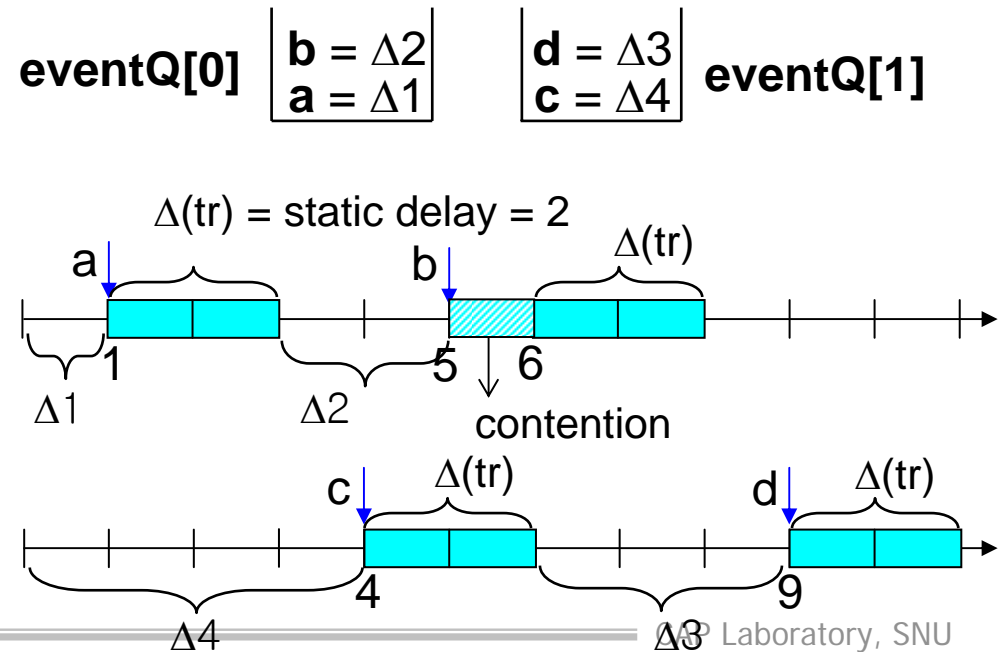 eventQ[0]
b = Δ2
a = Δ1
d = Δ3
c = Δ4
eventQ[1]
Δ(tr) = static delay = 2
a
b
Δ(tr)
1
5
6
Δ1
Δ2
contention
c
Δ(tr)
d
Δ(tr)
4
9
Δ4
Δ3
CAP Laboratory, SNU